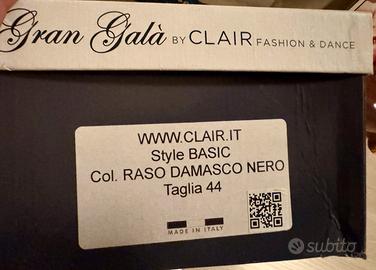 Gran Galà BY CLAIR FASHION & DANCE
WWW.CLAIR.IT
Style BASIC
Col. RASO DAMASCO NERO
Taglia 44
MADE IN ITALY
subito